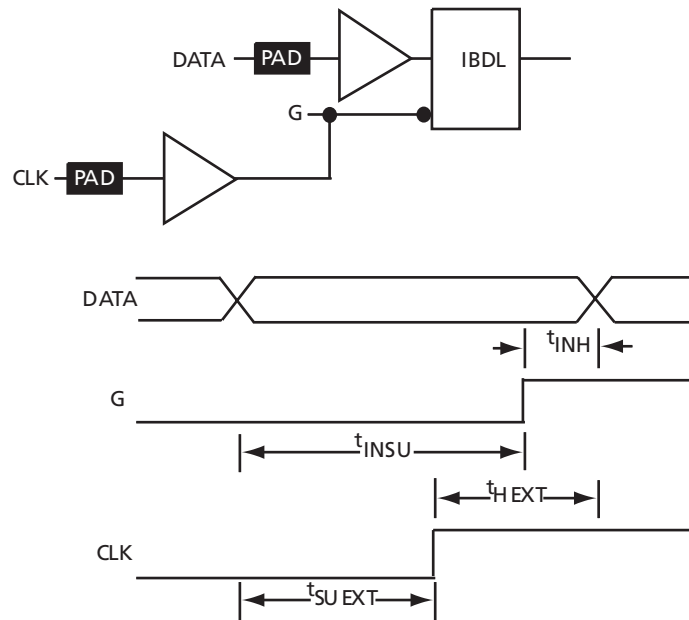 DATA PAD IBDL
G
CLK PAD
DATA
tINH
G
tINSU
tHEXT
CLK
tSUEXT